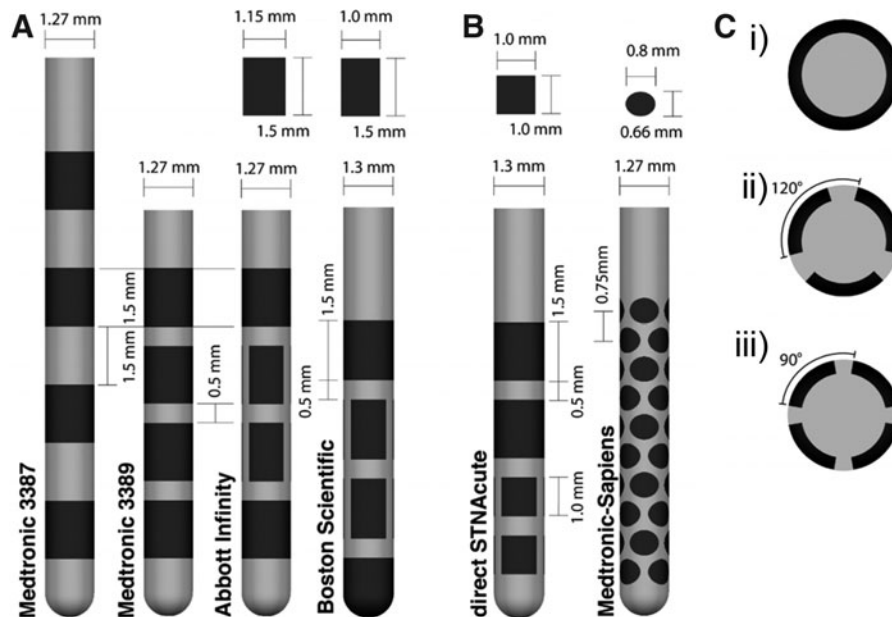 A
1.27 mm
1.15 mm
1.0 mm
1.5 mm
1.5 mm
1.27 mm
1.27 mm
1.3 mm
1.5 mm
1.5 mm
0.5 mm
1.5 mm
0.5 mm
Medtronic 3387
Medtronic 3389
Abbott Infinity
Boston Scientific
B
1.0 mm
0.8 mm
1.0 mm
0.66 mm
1.3 mm
1.27 mm
1.5 mm
0.75mm
0.5 mm
1.0 mm
direct STNAcute
Medtronic-Sapiens
C
i)
ii)
120°
iii)
90°